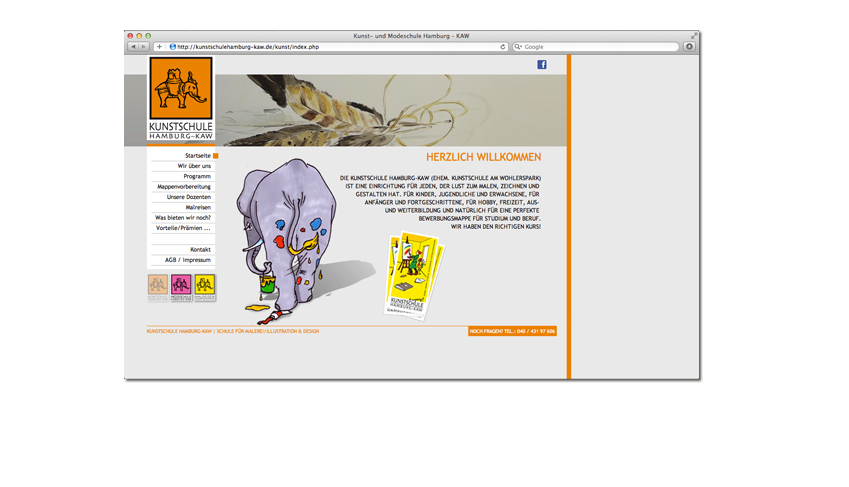 Kunst- und Modeschule Hamburg - KAW
http://kunstschulehamburg-kaw.de/kunst/index.php
Google
KUNSTSCHULE
HAMBURG-KAW
Startseite
Wir über uns
Programm
Mappenvorbereitung
Unsere Dozenten
Malreisen
Was bieten wir noch?
Vorteile/Prämien ...
Kontakt
AGB / Impressum
HERZLICH WILLKOMMEN
DIE KUNSTSCHULE HAMBURG-KAW (EHEM. KUNSTSCHULE AM WOHLERSPARK)
IST EINE EINRICHTUNG FÜR JEDEN, DER LUST ZUM MALEN, ZEICHNEN UND
GESTALTEN HAT. FÜR KINDER, JUGENDLICHE UND ERWACHSENE, FÜR
ANFÄNGER UND FORTGESCHRITTENE, FÜR HOBBY, FREIZEIT, AUS-
UND WEITERBILDUNG UND NATÜRLICH FÜR EINE PERFEKTE
BEWERBUNGSMAPPE FÜR STUDIUM UND BERUF.
WIR HABEN DEN RICHTIGEN KURS!
KUNSTSCHULE
HAMBURG-KAW
KUNSTSCHULE HAMBURG-KAW | SCHULE FÜR MALEREI/ILLUSTRATION & DESIGN
NOCH FRAGEN? TEL.: 040 / 431 97 606